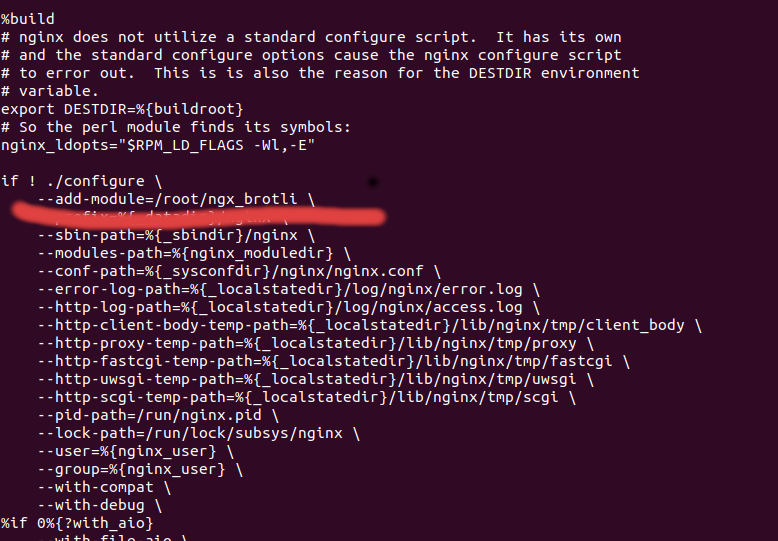 %build
# nginx does not utilize a standard configure script.  It has its own
# and the standard configure options cause the nginx configure script
# to error out.  This is is also the reason for the DESTDIR environment
# variable.
export DESTDIR=%{buildroot}
# So the perl module finds its symbols:
nginx_ldopts="$RPM_LD_FLAGS -Wl,-E"
if ! ./configure \
    --add-module=/root/ngx_brotli \
    --prefix=%{_datadir}/nginx \
    --sbin-path=%{_sbindir}/nginx \
    --modules-path=%{nginx_moduledir} \
    --conf-path=%{_sysconfdir}/nginx/nginx.conf \
    --error-log-path=%{_localstatedir}/log/nginx/error.log \
    --http-log-path=%{_localstatedir}/log/nginx/access.log \
    --http-client-body-temp-path=%{_localstatedir}/lib/nginx/tmp/client_body \
    --http-proxy-temp-path=%{_localstatedir}/lib/nginx/tmp/proxy \
    --http-fastcgi-temp-path=%{_localstatedir}/lib/nginx/tmp/fastcgi \
    --http-uwsgi-temp-path=%{_localstatedir}/lib/nginx/tmp/uwsgi \
    --http-scgi-temp-path=%{_localstatedir}/lib/nginx/tmp/scgi \
    --pid-path=/run/nginx.pid \
    --lock-path=/run/lock/subsys/nginx \
    --user=%{nginx_user} \
    --group=%{nginx_user} \
    --with-compat \
    --with-debug \
%if 0%{?with_aio}
    --with-file-aio \